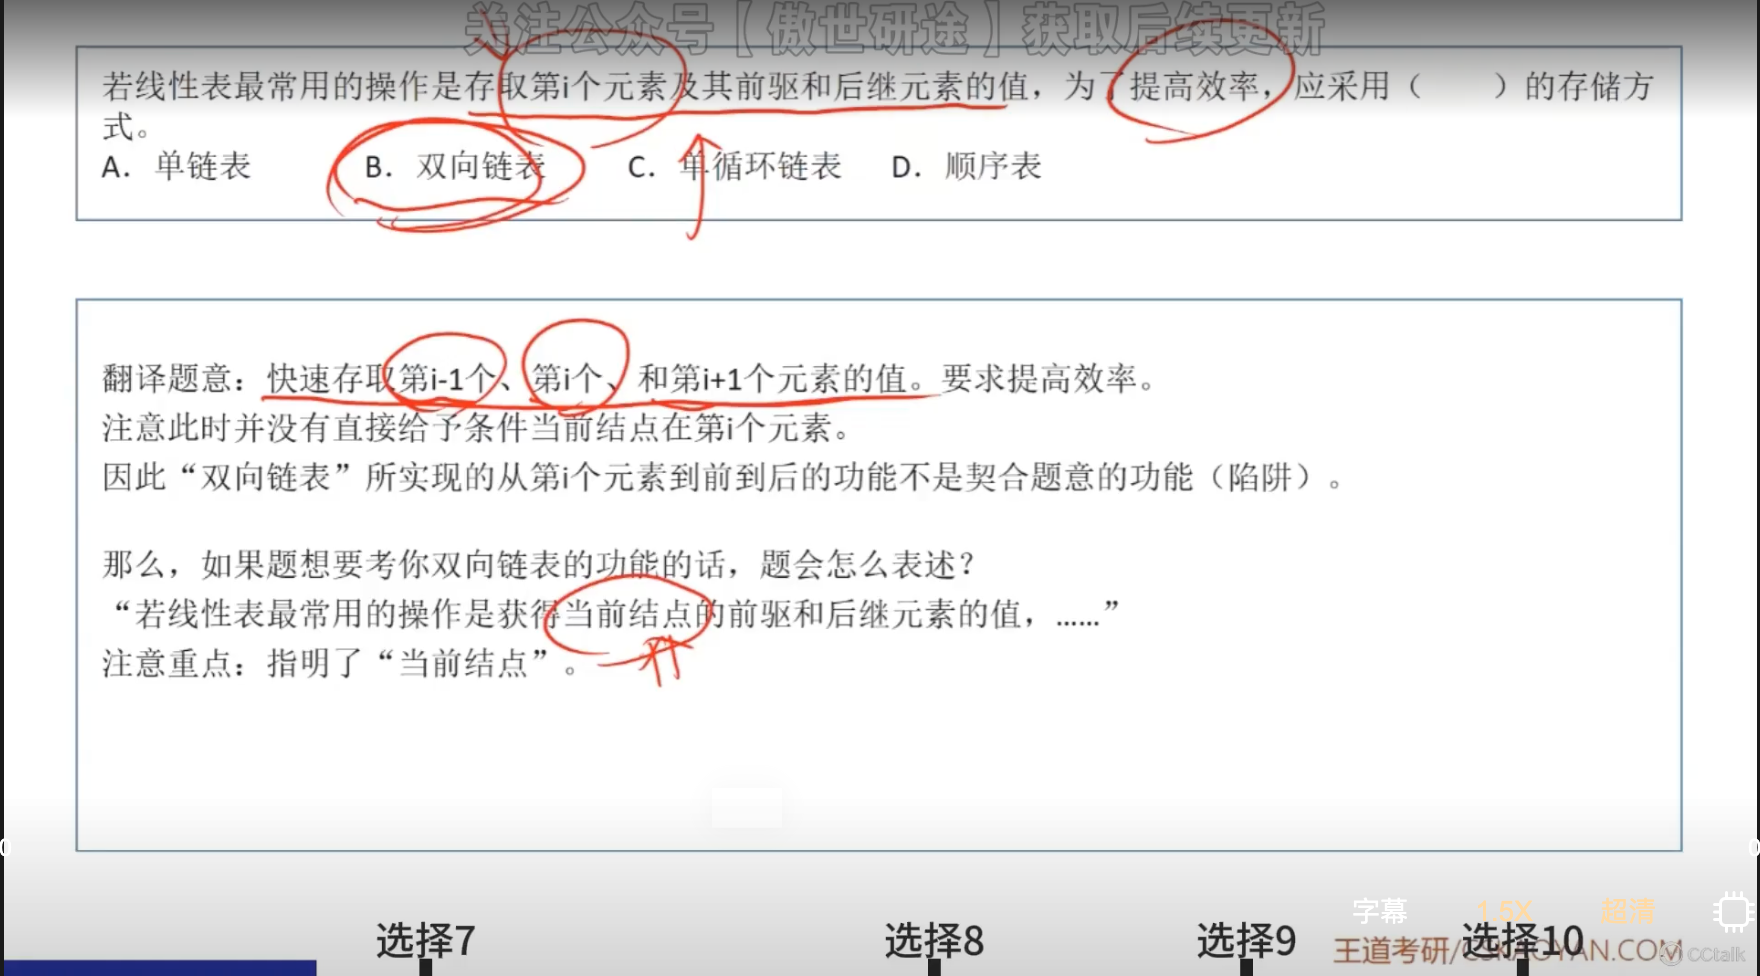 关注公众号【傲世研途】获取后续更新
若线性表最常用的操作是存取第i个元素及其前驱和后继元素的值，为了提高效率，应采用（ ）的存储方
式。
A. 单链表 B. 双向链表 C. 单循环链表 D. 顺序表
翻译题意：快速存取第i-1个、第i个、和第i+1个元素的值。要求提高效率。
注意此时并没有直接给予条件当前结点在第i个元素。
因此“双向链表”所实现的从第i个元素到前到后的功能不是契合题意的功能（陷阱）。
那么，如果题想要考你双向链表的功能的话，题会怎么表述？
“若线性表最常用的操作是获得当前结点的前驱和后继元素的值，……”
注意重点：指明了“当前结点”。
字幕 1.5X 超清
选择7 选择8 选择9 选择10
王道考研/CSKAOYAN.COM
CCtalk